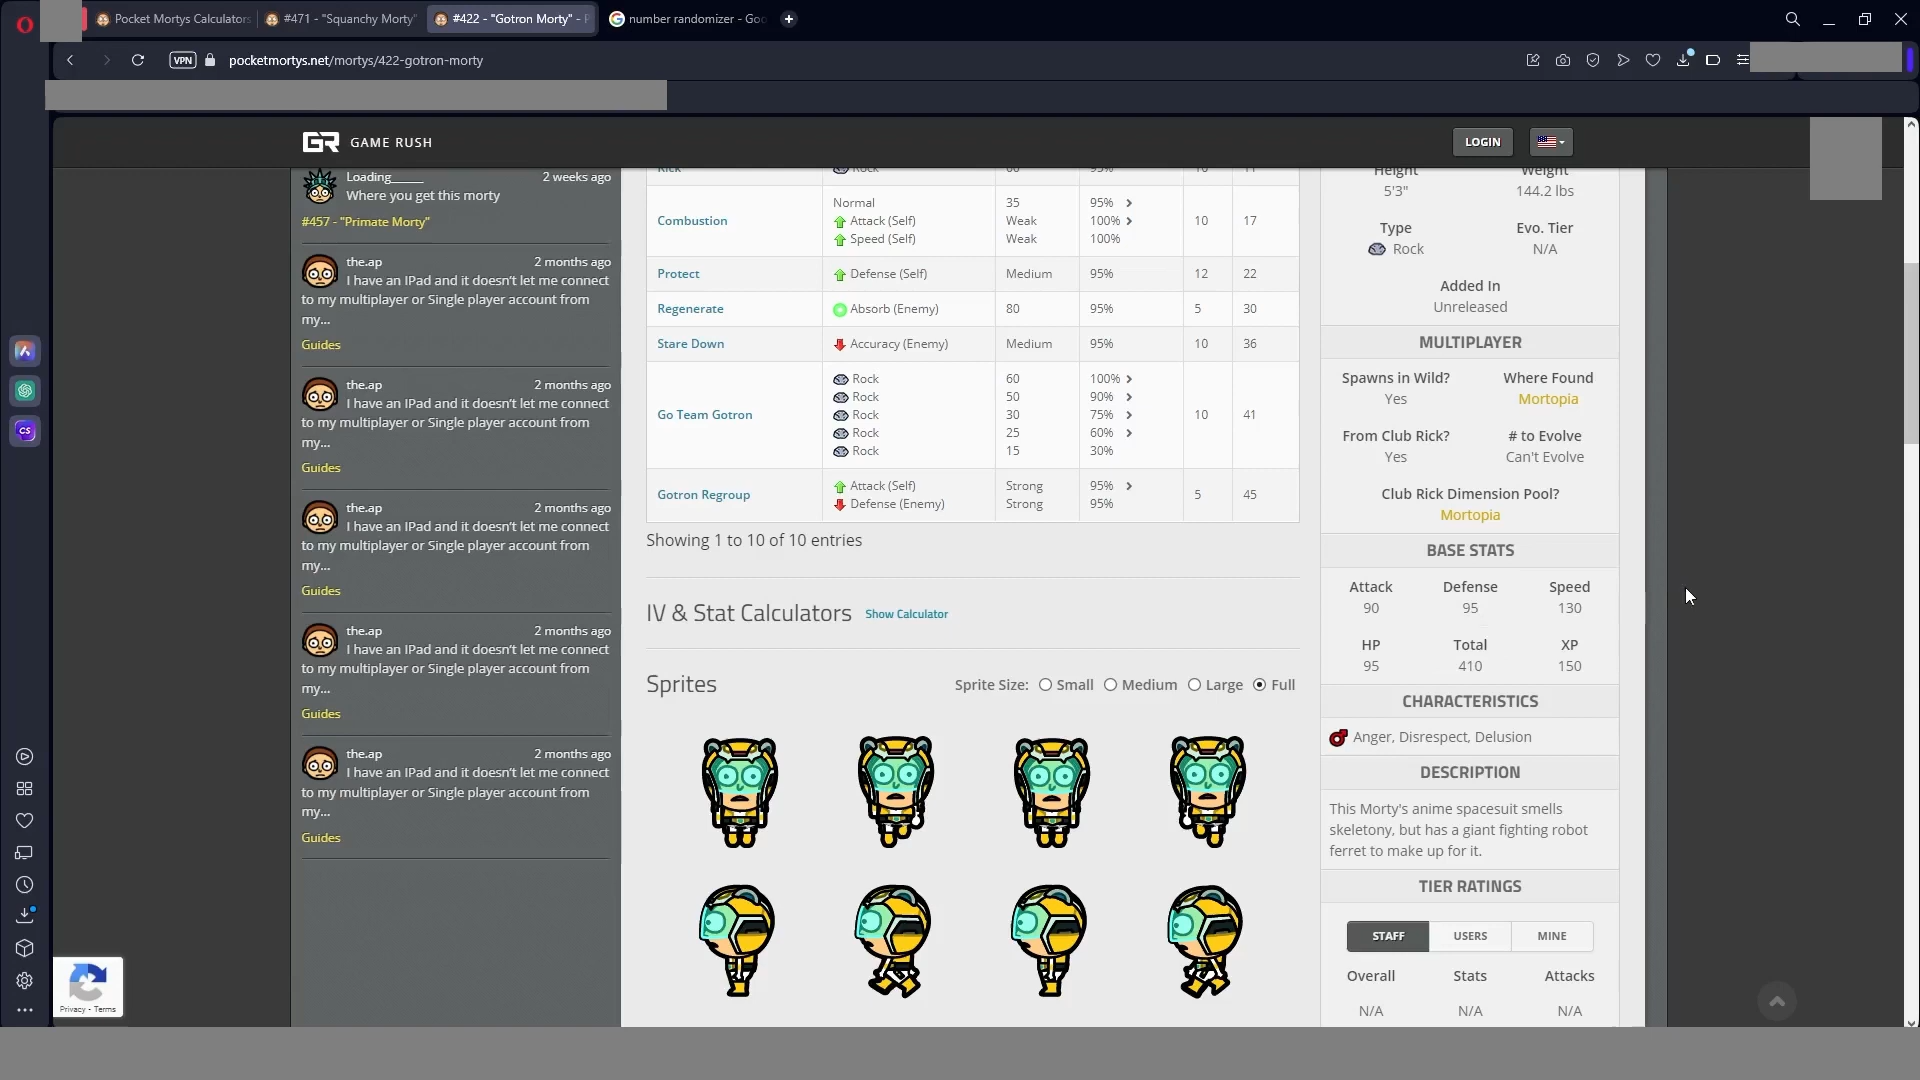 Pocket Mortys Calculators
#471 - "Squanchy Morty"
#422 - "Gotron Morty" -
number randomizer - Goo
VPN
pocketmortys.net/mortys/422-gotron-morty
GR GAME RUSH
LOGIN
Loading_____ 2 weeks ago
Where you get this morty
#457 - "Primate Morty"
the.ap 2 months ago
I have an IPad and it doesn't let me connect
to my multiplayer or Single player account from
my...
Guides
the.ap 2 months ago
I have an IPad and it doesn't let me connect
to my multiplayer or Single player account from
my...
Guides
the.ap 2 months ago
I have an IPad and it doesn't let me connect
to my multiplayer or Single player account from
my...
Guides
the.ap 2 months ago
I have an IPad and it doesn't let me connect
to my multiplayer or Single player account from
my...
Guides
the.ap 2 months ago
I have an IPad and it doesn't let me connect
to my multiplayer or Single player account from
my...
Guides
CS
Privacy - Terms
Combustion
Normal 35 95%
Attack (Self) Weak 100% 10 17
Speed (Self) Weak 100%
Protect Defense (Self) Medium 95% 12 22
Regenerate Absorb (Enemy) 80 95% 5 30
Stare Down Accuracy (Enemy) Medium 95% 10 36
Rock 60 100%
Rock 50 90%
Go Team Gotron Rock 30 75% 10 41
Rock 25 60%
Rock 15 30%
Gotron Regroup
Attack (Self) Strong 95% 5 45
Defense (Enemy) Strong 95%
Showing 1 to 10 of 10 entries
IV & Stat Calculators Show Calculator
Sprites
Sprite Size: Small Medium Large Full
Height Weight
5'3" 144.2 lbs
Type Evo. Tier
Rock N/A
Added In
Unreleased
MULTIPLAYER
Spawns in Wild? Where Found
Yes Mortopia
From Club Rick? # to Evolve
Yes Can't Evolve
Club Rick Dimension Pool?
Mortopia
BASE STATS
Attack Defense Speed
90 95 130
HP Total XP
95 410 150
CHARACTERISTICS
Anger, Disrespect, Delusion
DESCRIPTION
This Morty's anime spacesuit smells
skeletony, but has a giant fighting robot
ferret to make up for it.
TIER RATINGS
STAFF USERS MINE
Overall Stats Attacks
N/A N/A N/A